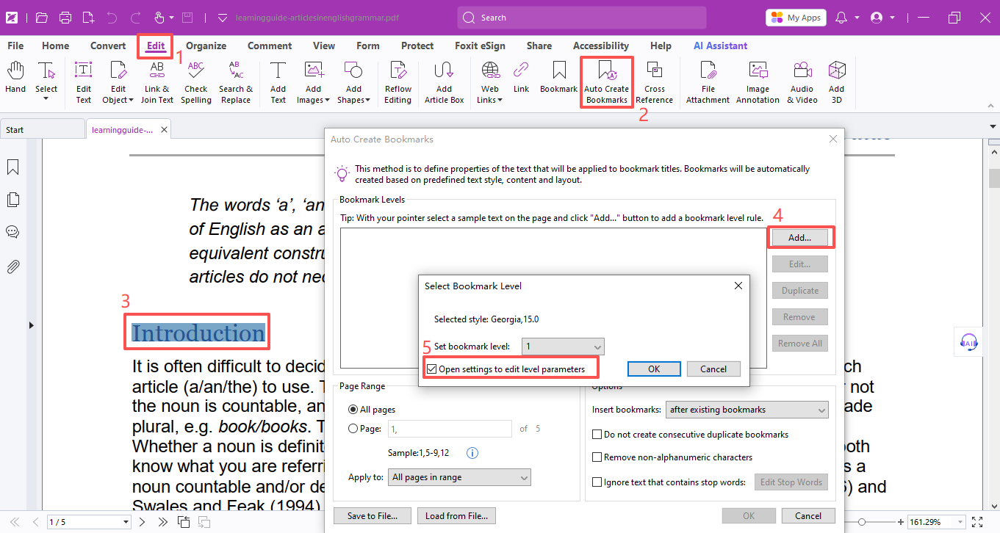 learningguide-articlesinenglishgrammar.pdf
Search
My Apps
File Home Convert Edit Organize Comment View Form Protect Foxit eSign Share Accessibility Help AI Assistant
1
Hand
Select
Edit Text
Edit Object
Link & Join Text
Check Spelling
Search & Replace
Add Text
Add Images
Add Shapes
Reflow Editing
Add Article Box
Web Links
Link
Bookmark
Auto Create Bookmarks
Cross Reference
File Attachment
Image Annotation
Audio & Video
Add 3D
2
Start
learningguide-...
The words ‘a’, ‘an
of English as an a
equivalent constru
articles do not nec
3
Introduction
It is often difficult to decid
ch
article (a/an/the) to use. T
not
the noun is countable, an
ade
plural, e.g. book/books. T
Whether a noun is definit
oth
know what you are referri
s a
noun countable and/or de
6) and
Swales and Feak (1994)
Auto Create Bookmarks
This method is to define properties of the text that will be applied to bookmark titles. Bookmarks will be automatically
created based on predefined text style, content and layout.
Bookmark Levels
Tip: With your pointer select a sample text on the page and click "Add..." button to add a bookmark level rule.
4
Add...
Edit...
Duplicate
Remove
Remove All
Select Bookmark Level
Selected style: Georgia,15.0
5
Set bookmark level: 1
Open settings to edit level parameters
OK
Cancel
Page Range
All pages
Page: 1, of 5
Sample:1,5-9,12
Apply to: All pages in range
Options
Insert bookmarks: after existing bookmarks
Do not create consecutive duplicate bookmarks
Remove non-alphanumeric characters
Ignore text that contains stop words: Edit Stop Words
Save to File...
Load from File...
OK
Cancel
AI
1 / 5
161.29%